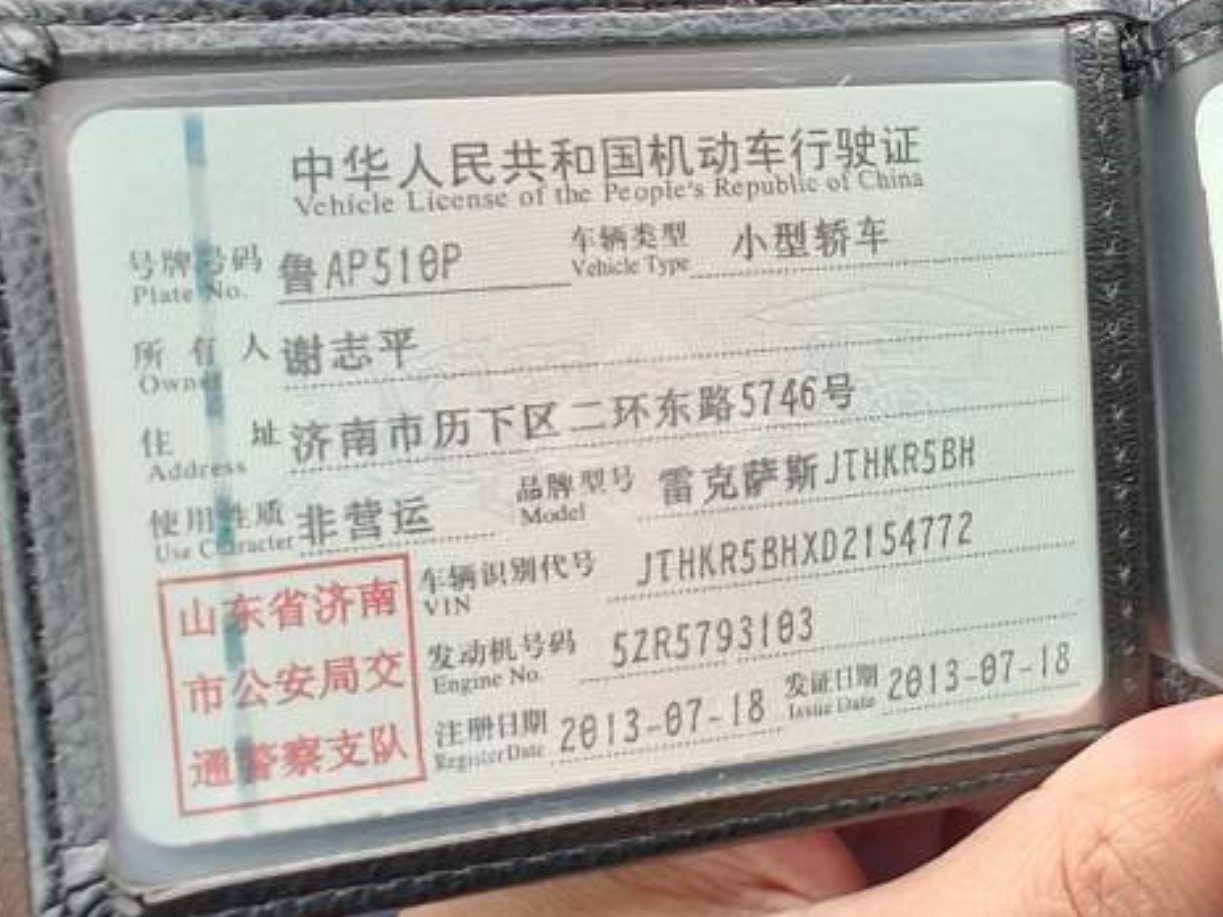 中华人民共和国机动车行驶证
Vehicle License of the People's Republic of China
号牌号码 鲁AP510P 车辆类型 小型轿车
Plate No. Vehicle Type
所有人 谢志平
Owner
住址 济南市历下区二环东路5746号
Address
使用性质 非营运 品牌型号 雷克萨斯JTHKR5BH
Use Character Model
车辆识别代号 JTHKR5BHXD2154772
VIN
发动机号码 5ZR5793103
Engine No.
注册日期 2013-07-18 发证日期 2013-07-18
Register Date Issue Date
山东省济南
市公安局交
通警察支队